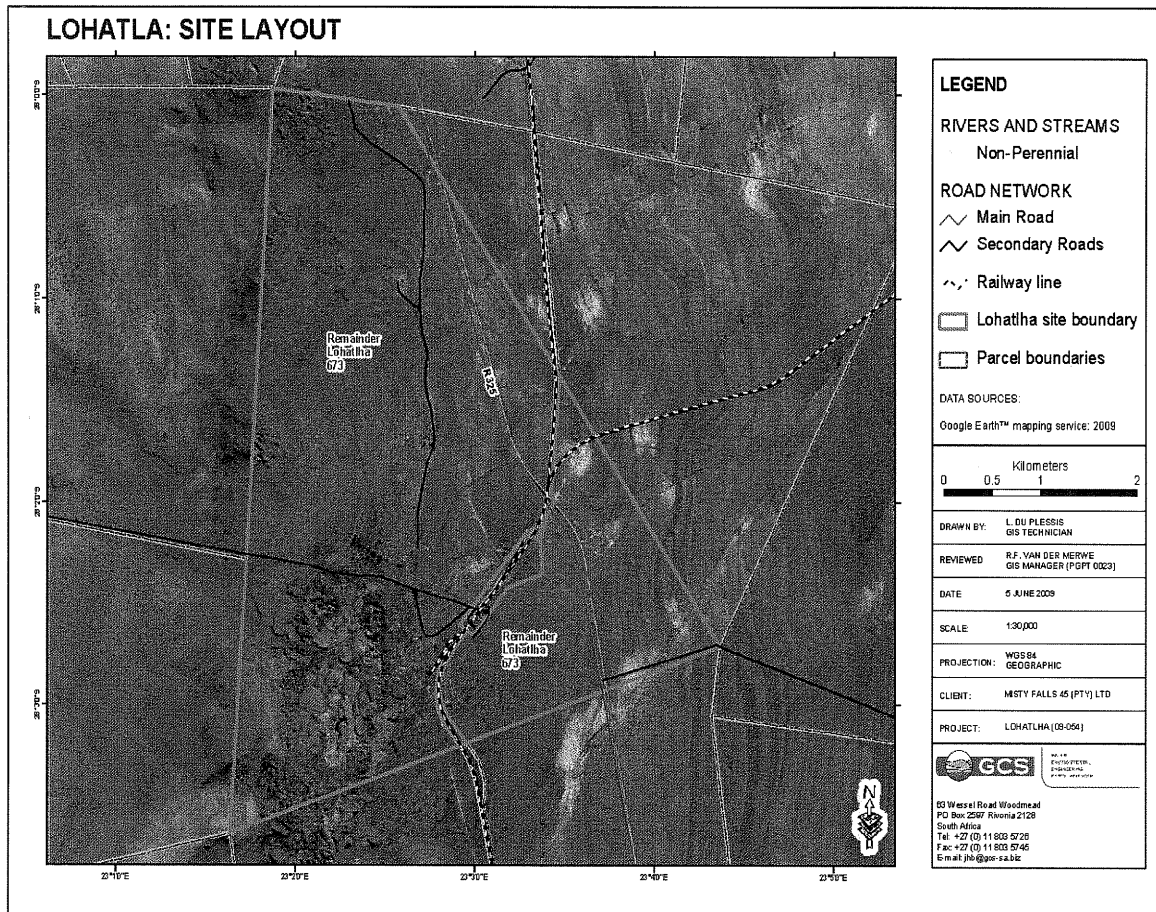 LOHATLA: SITE LAYOUT
Remainder
Lohatlha
673
R325
Remainder
Lohatlha
673
N
23°10'E
23°20'E
23°30'E
23°40'E
23°50'E
LEGEND
RIVERS AND STREAMS
Non-Perennial
ROAD NETWORK
Main Road
Secondary Roads
Railway line
Lohatlha site boundary
Parcel boundaries
DATA SOURCES:
Google Earth™ mapping service: 2009
Kilometers
0 0.5 1 2
DRAWN BY: L. DU PLESSIS
GIS TECHNICIAN
REVIEWED R.F. VAN DER MERWE
GIS MANAGER (PGPT 0023)
DATE 5 JUNE 2009
SCALE: 1:30,000
PROJECTION: WGS 84
GEOGRAPHIC
CLIENT: MISTY FALLS 45 (PTY) LTD
PROJECT: LOHATLHA (08-054)
GCS
63 Wessel Road Woodmead
PO Box 2597 Rivonia 2128
South Africa
Tel: +27 (0) 11 803 5726
Fax: +27 (0) 11 803 5745
E-mail: jhb@gcs-sa.biz